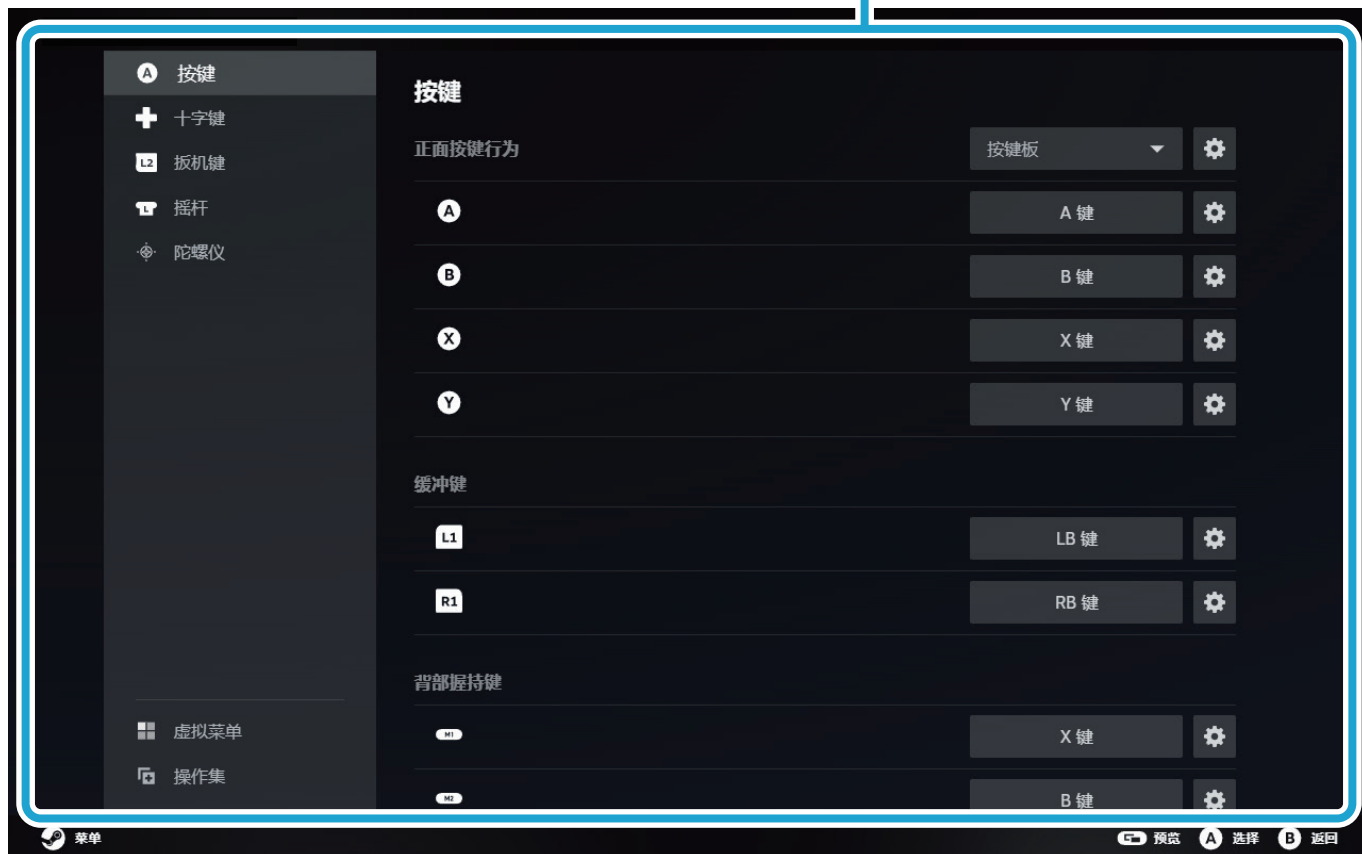 A 按键
十字键
L2 扳机键
L 摇杆
陀螺仪
虚拟菜单
操作集
按键
正面按键行为 按键板
A A 键
B B 键
X X 键
Y Y 键
缓冲键
L1 LB 键
R1 RB 键
背部握持键
M1 X 键
M2 B 键
菜单 预览 A 选择 B 返回